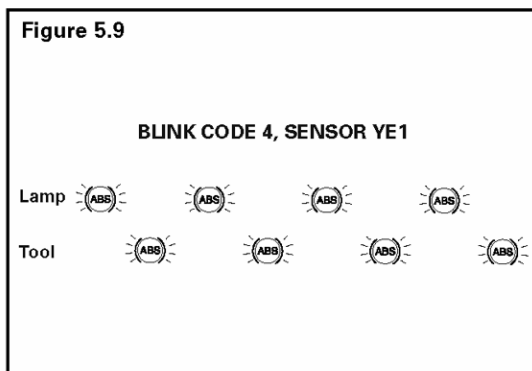 Figure 5.9
BLINK CODE 4, SENSOR YE1
Lamp ABS ABS ABS ABS
Tool ABS ABS ABS ABS